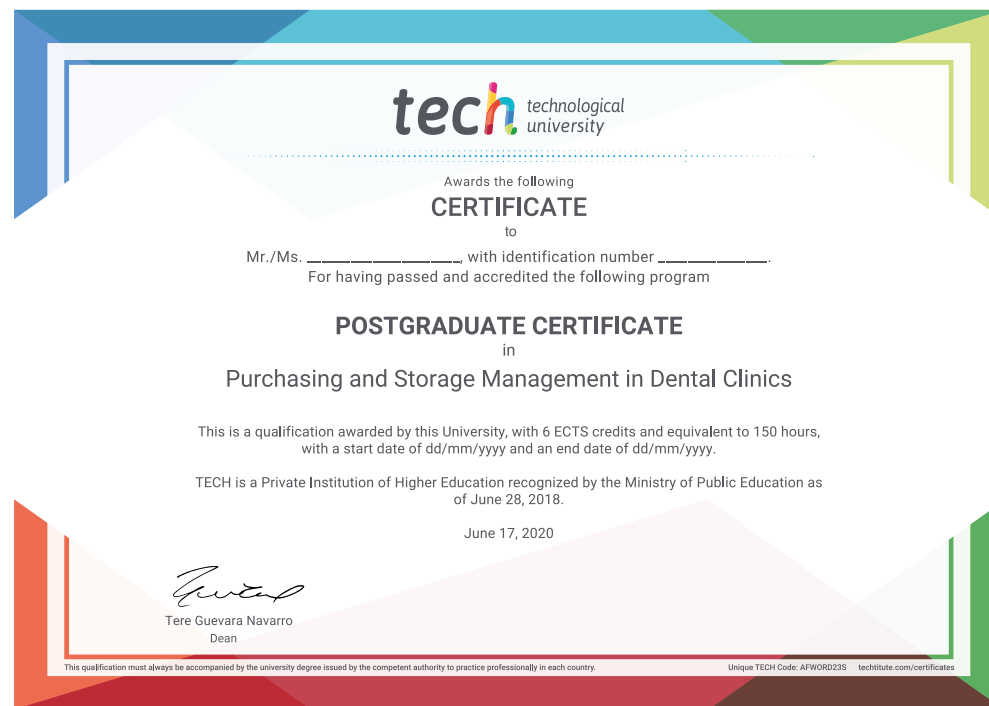 tech technological
university
Awards the following
CERTIFICATE
to
Mr./Ms. ____________________, with identification number ______________.
For having passed and accredited the following program
POSTGRADUATE CERTIFICATE
in
Purchasing and Storage Management in Dental Clinics
This is a qualification awarded by this University, with 6 ECTS credits and equivalent to 150 hours,
with a start date of dd/mm/yyyy and an end date of dd/mm/yyyy.
TECH is a Private Institution of Higher Education recognized by the Ministry of Public Education as
of June 28, 2018.
June 17, 2020
Tere Guevara Navarro
Dean
This qualification must always be accompanied by the university degree issued by the competent authority to practice professionally in each country.
Unique TECH Code: AFWORD23S techtitute.com/certificates